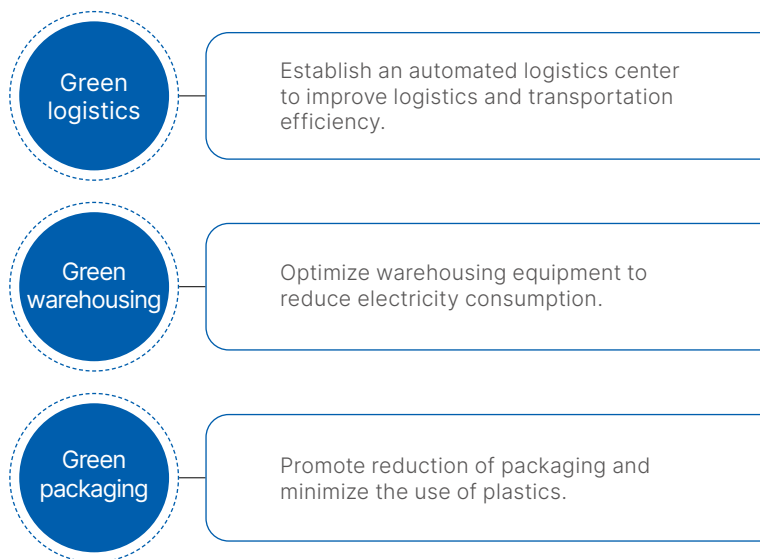 Green
logistics
Establish an automated logistics center
to improve logistics and transportation
efficiency.
Green
warehousing
Optimize warehousing equipment to
reduce electricity consumption.
Green
packaging
Promote reduction of packaging and
minimize the use of plastics.